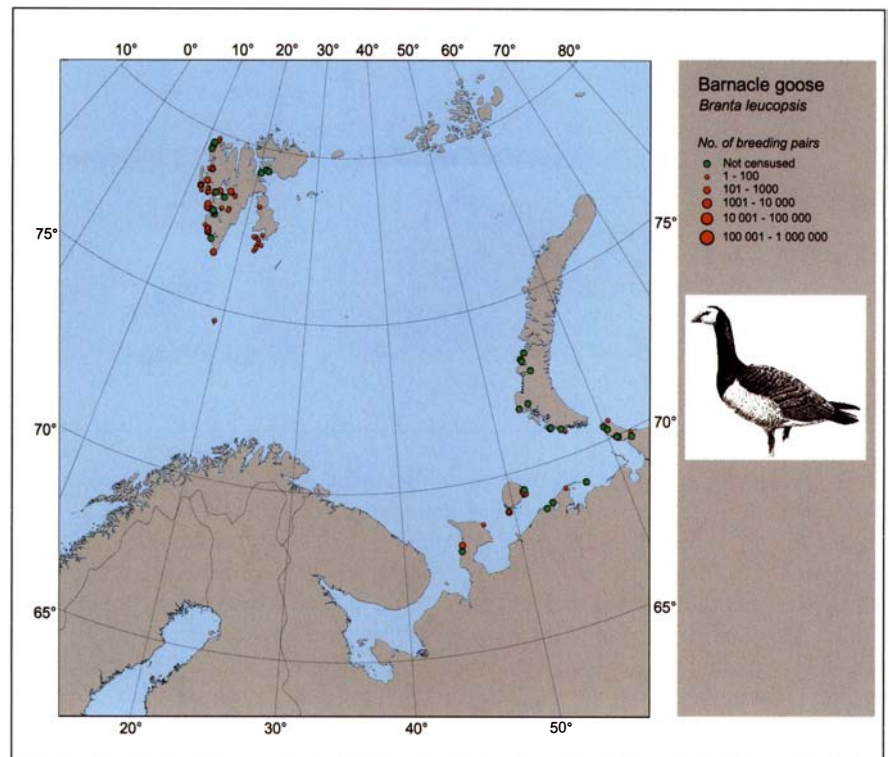 10° 0° 10° 20° 30° 40° 50° 60° 70° 80°
75°
70°
65°
75°
70°
65°
20° 30° 40° 50°
Barnacle goose
Branta leucopsis
No. of breeding pairs
Not censused
1 - 100
101 - 1000
1001 - 10 000
10 001 - 100 000
100 001 - 1 000 000